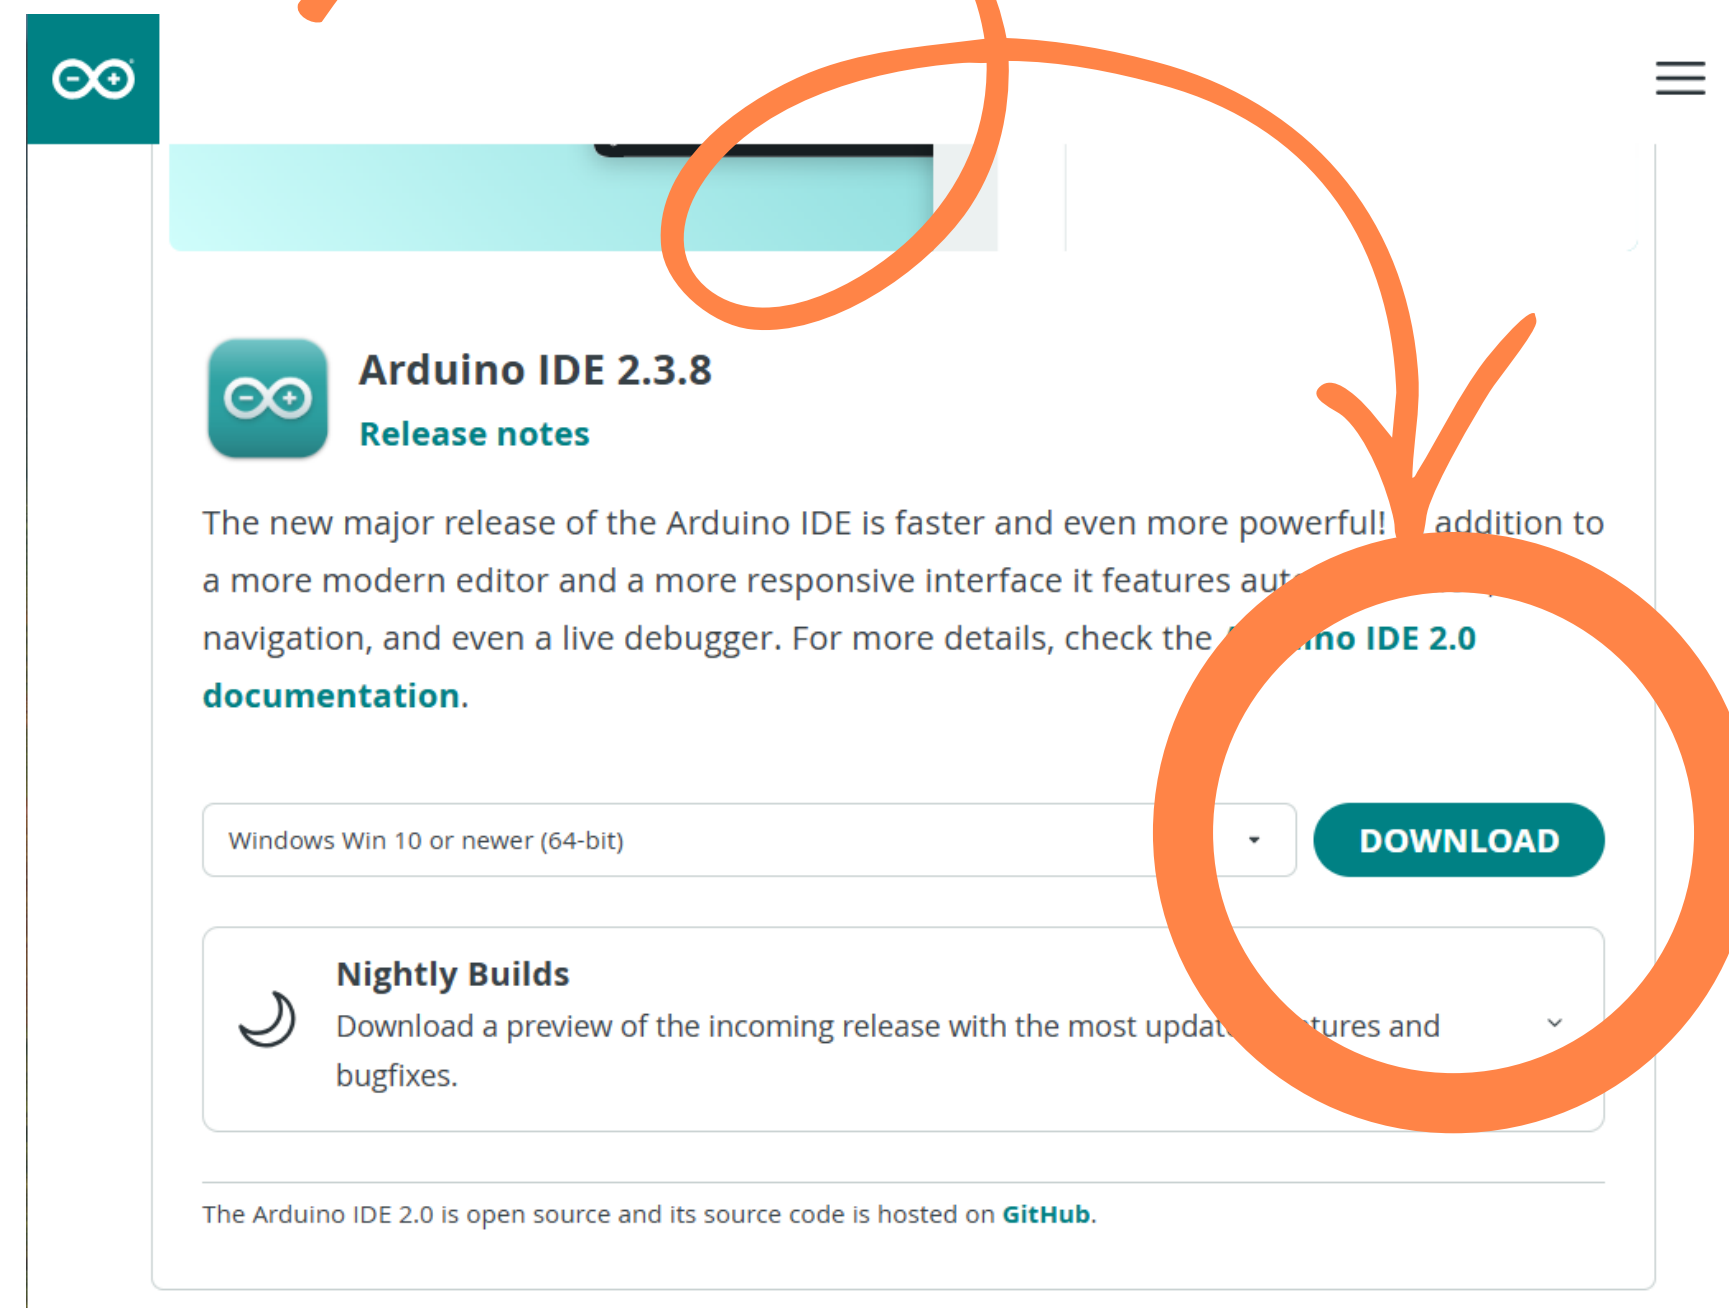 Arduino IDE 2.3.8
Release notes
The new major release of the Arduino IDE is faster and even more powerful! addition to
a more modern editor and a more responsive interface it features
navigation, and even a live debugger. For more details, check the IDE 2.0
documentation.
Windows Win 10 or newer (64-bit)
DOWNLOAD
Nightly Builds
Download a preview of the incoming release with the most and
bugfixes.
The Arduino IDE 2.0 is open source and its source code is hosted on GitHub.